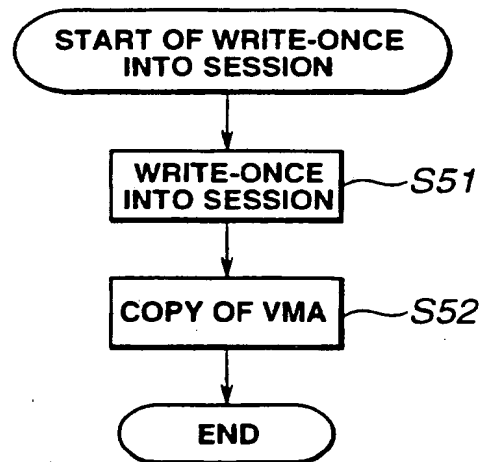 START OF WRITE-ONCE
INTO SESSION
WRITE-ONCE
INTO SESSION
S51
COPY OF VMA
S52
END